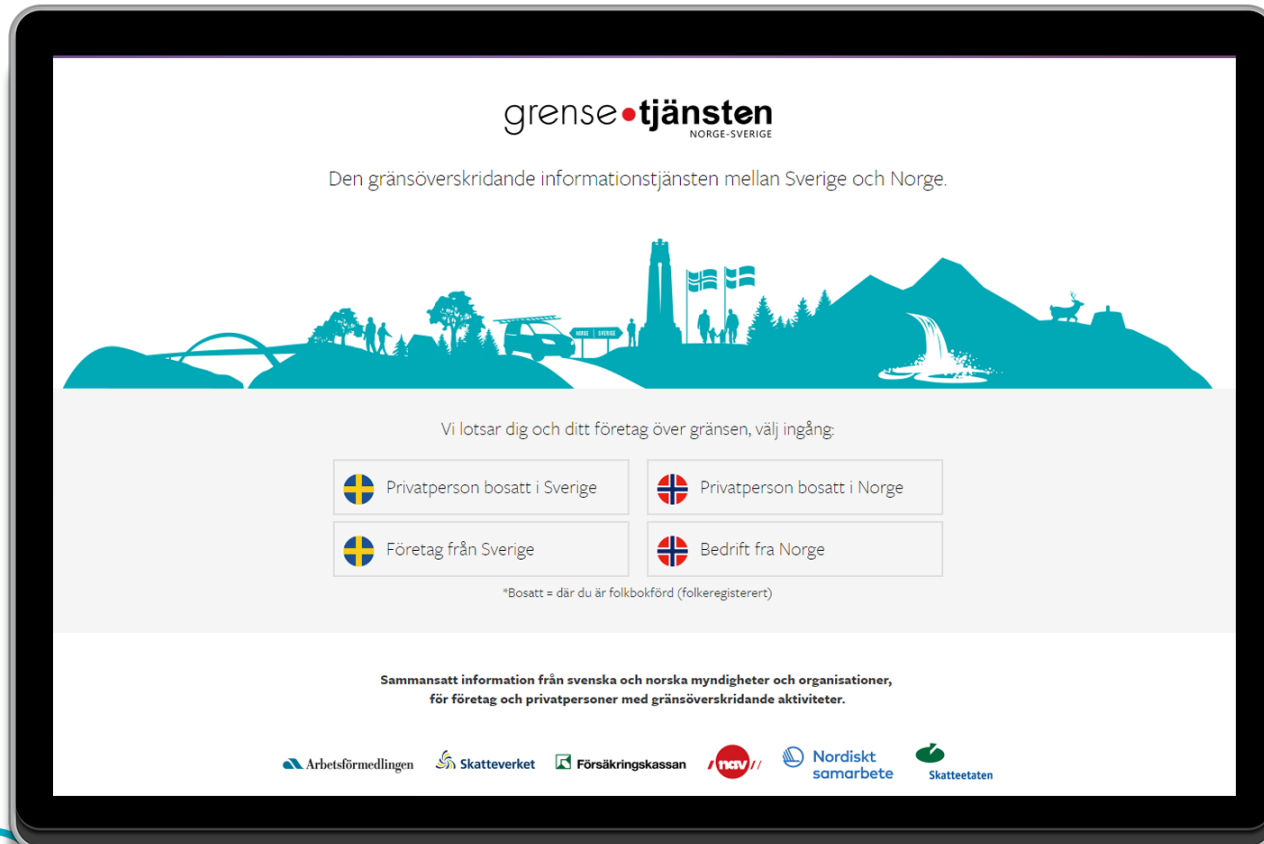 grense•tjänsten
NORGE-SVERIGE
Den gränsöverskridande informationstjänsten mellan Sverige och Norge.
NORGE | SVERIGE
Vi lotsar dig och ditt företag över gränsen, välj ingång:
Privatperson bosatt i Sverige
Privatperson bosatt i Norge
Företag från Sverige
Bedrift fra Norge
*Bosatt = där du är folkbokförd (folkeregisterert)
Sammansatt information från svenska och norska myndigheter och organisationer,
för företag och privatpersoner med gränsöverskridande aktiviteter.
Arbetsförmedlingen
Skatteverket
Försäkringskassan
nav
Nordiskt
samarbete
Skatteetaten